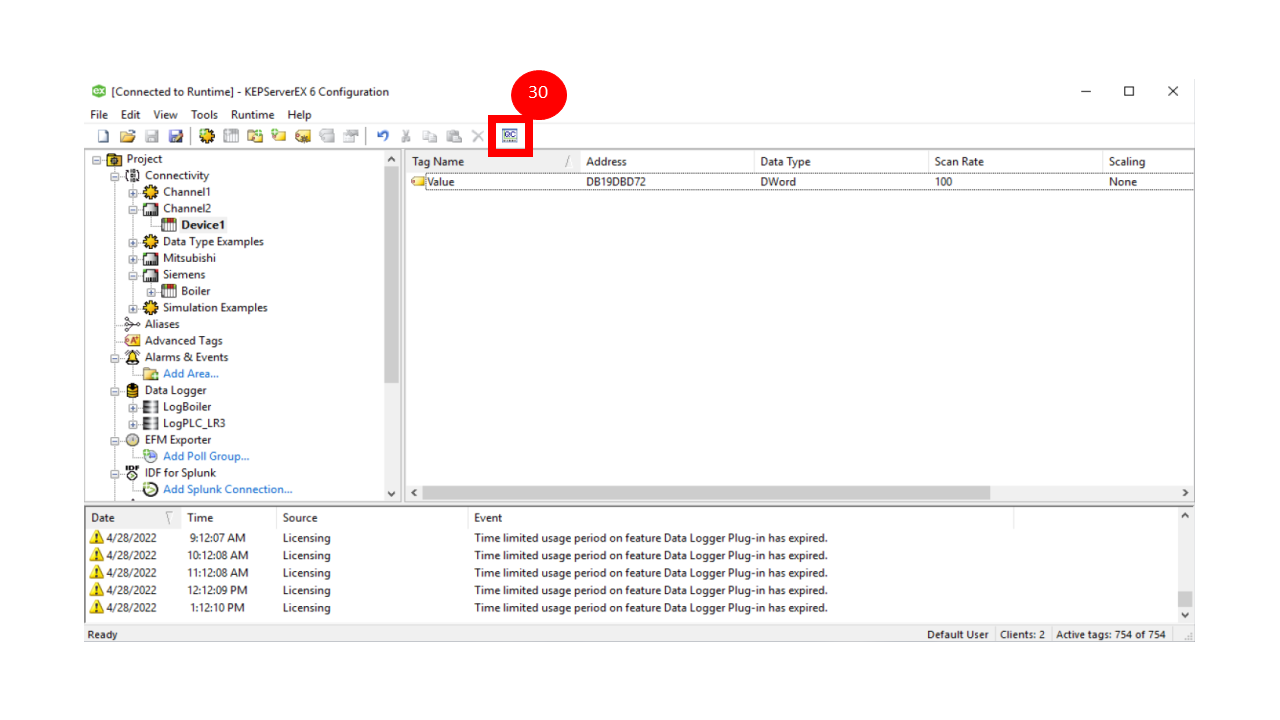 30
[Connected to Runtime] - KEPServerEX 6 Configuration
File Edit View Tools Runtime Help
QC
Project
Connectivity
Channel1
Channel2
Device1
Data Type Examples
Mitsubishi
Siemens
Boiler
Simulation Examples
Aliases
Advanced Tags
Alarms & Events
Add Area...
Data Logger
LogBoiler
LogPLC_LR3
EFM Exporter
Add Poll Group...
IDF for Splunk
Add Splunk Connection...
Tag Name / Address Data Type Scan Rate Scaling
Value DB19DBD72 DWord 100 None
Date Time Source Event
4/28/2022 9:12:07 AM Licensing Time limited usage period on feature Data Logger Plug-in has expired.
4/28/2022 10:12:08 AM Licensing Time limited usage period on feature Data Logger Plug-in has expired.
4/28/2022 11:12:08 AM Licensing Time limited usage period on feature Data Logger Plug-in has expired.
4/28/2022 12:12:09 PM Licensing Time limited usage period on feature Data Logger Plug-in has expired.
4/28/2022 1:12:10 PM Licensing Time limited usage period on feature Data Logger Plug-in has expired.
Ready Default User Clients: 2 Active tags: 754 of 754